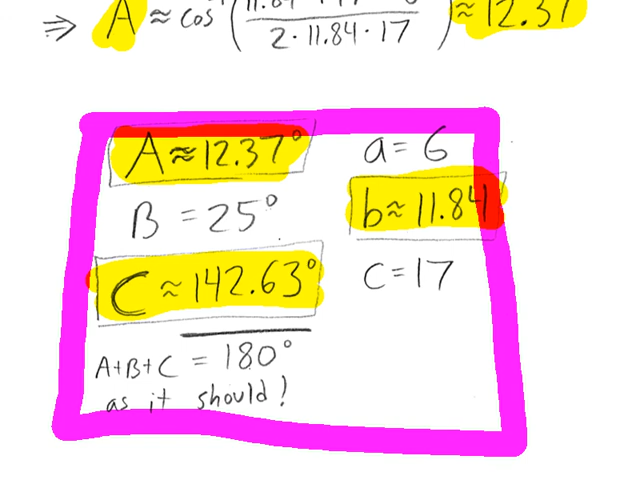 ⇒ A ≈ cos ( / 2·11.84·17 ) ≈ 12.37
A ≈ 12.37° a = 6
B = 25° b ≈ 11.84
C ≈ 142.63° c = 17
A+B+C = 180°
as it should!